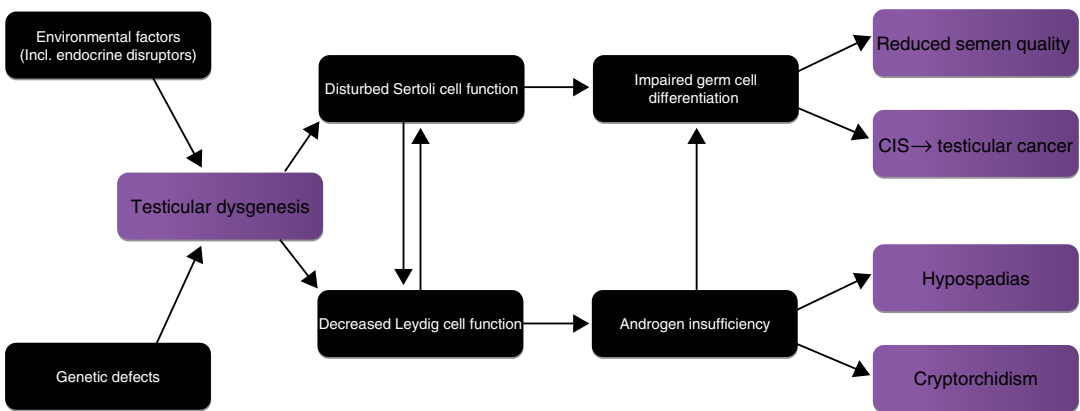 Environmental factors
(Incl. endocrine disruptors)
Testicular dysgenesis
Genetic defects
Disturbed Sertoli cell function
Decreased Leydig cell function
Impaired germ cell
differentiation
Androgen insufficiency
Reduced semen quality
CIS→ testicular cancer
Hypospadias
Cryptorchidism